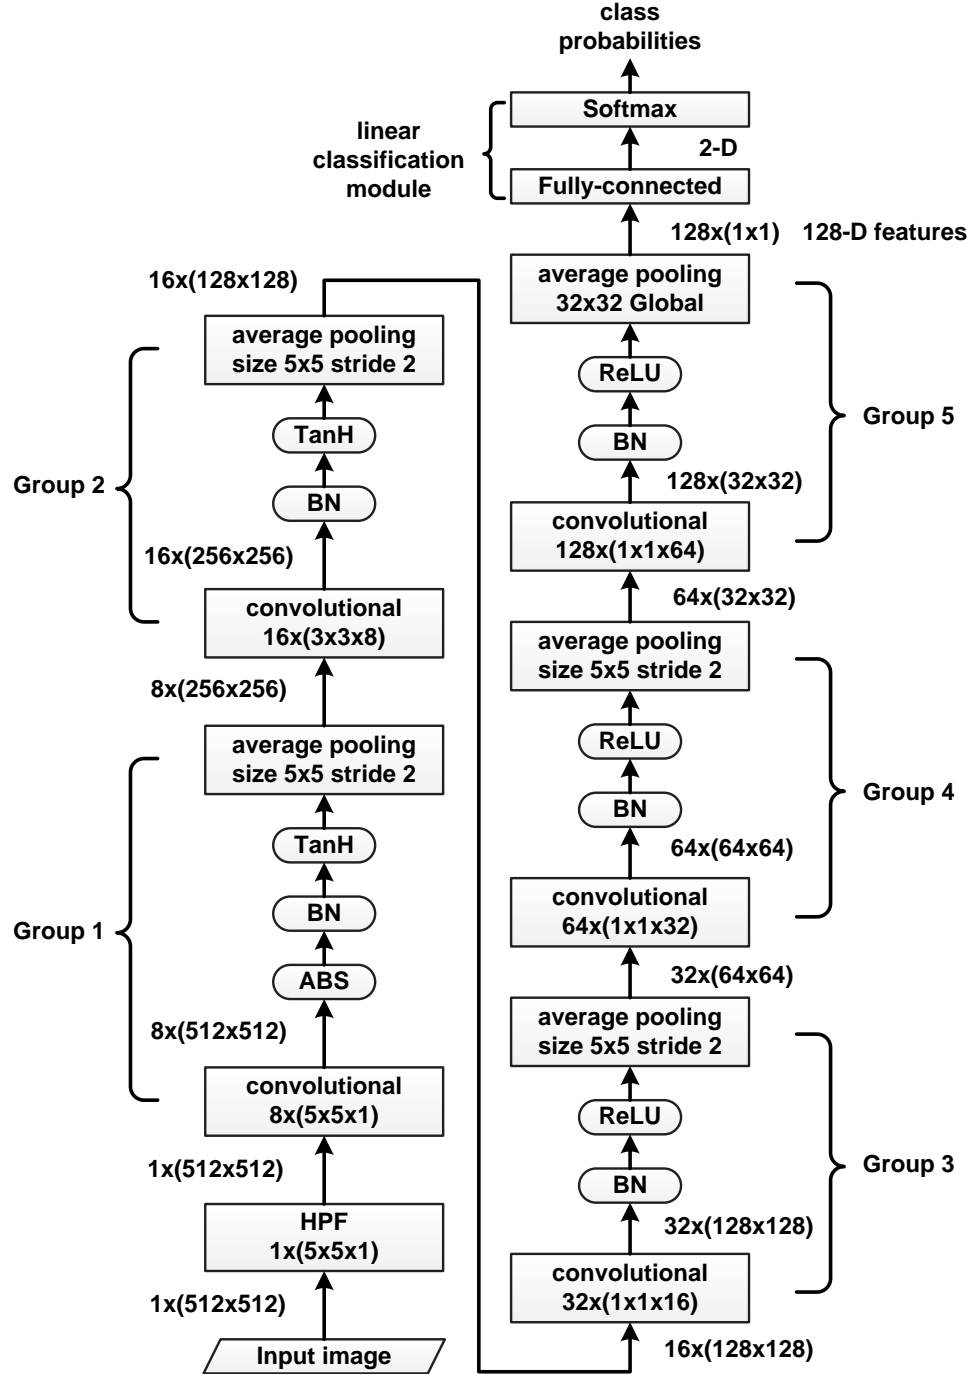 class
probabilities
Softmax
linear
classification
module
2-D
Fully-connected
128x(1x1) 128-D features
average pooling
32x32 Global
ReLU
Group 5
BN
128x(32x32)
convolutional
128x(1x1x64)
64x(32x32)
average pooling
size 5x5 stride 2
ReLU
Group 4
BN
64x(64x64)
convolutional
64x(1x1x32)
32x(64x64)
average pooling
size 5x5 stride 2
ReLU
Group 3
BN
32x(128x128)
convolutional
32x(1x1x16)
16x(128x128)
16x(128x128)
average pooling
size 5x5 stride 2
TanH
Group 2
BN
16x(256x256)
convolutional
16x(3x3x8)
8x(256x256)
average pooling
size 5x5 stride 2
TanH
BN
Group 1
ABS
8x(512x512)
convolutional
8x(5x5x1)
1x(512x512)
HPF
1x(5x5x1)
1x(512x512)
Input image